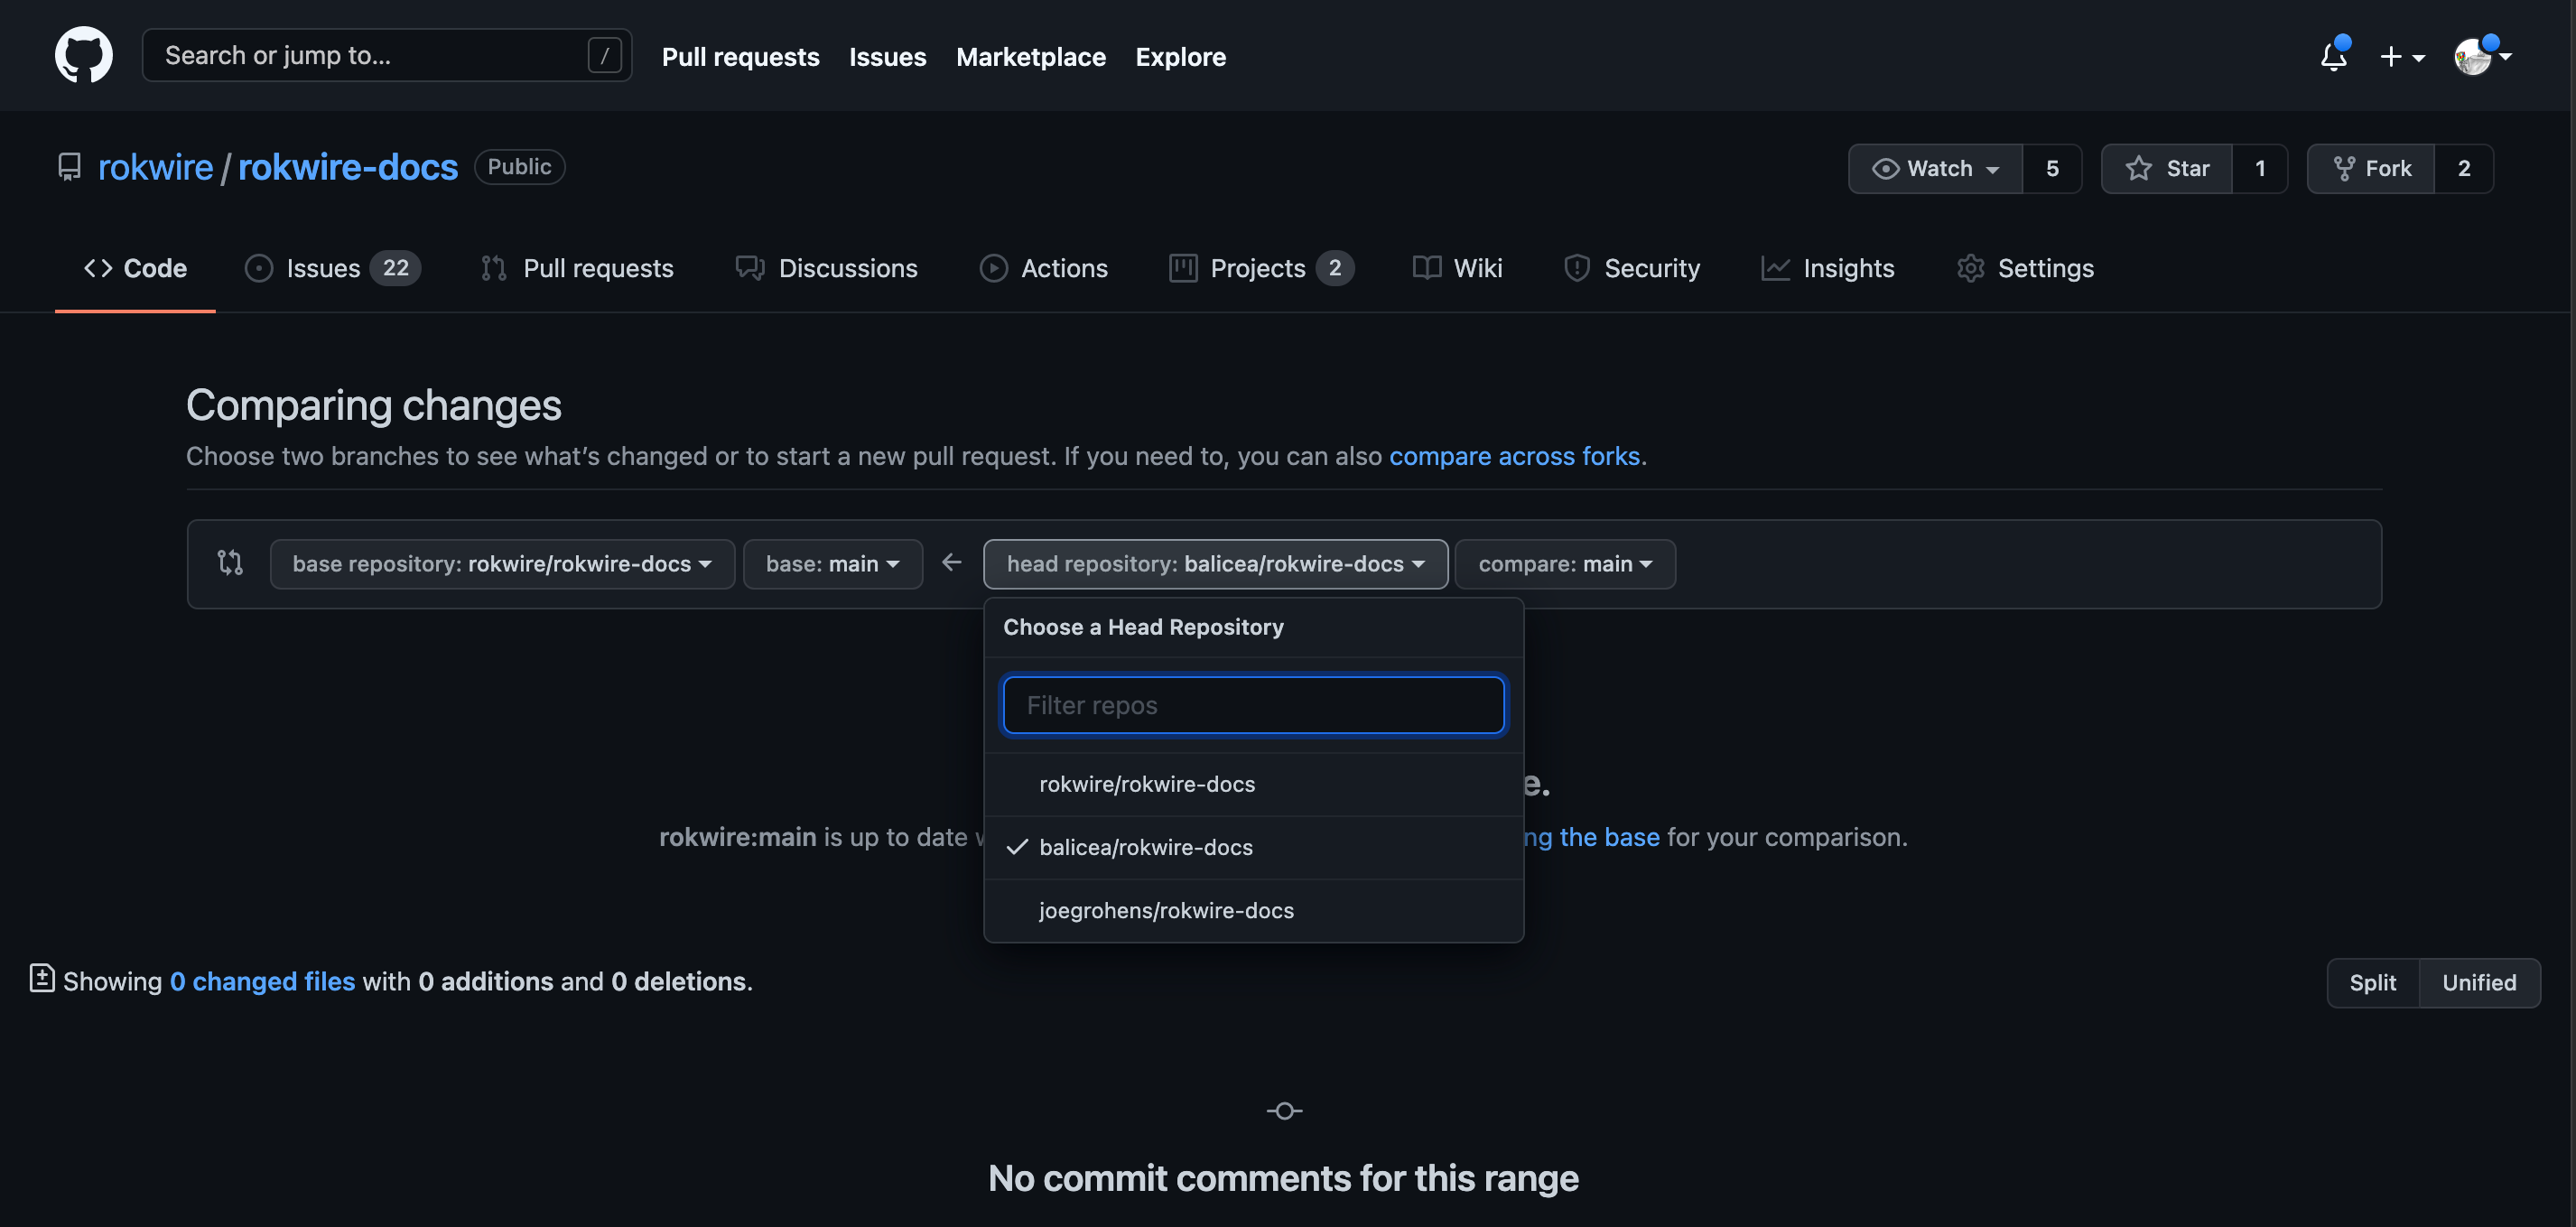 Search or jump to... /
Pull requests Issues Marketplace Explore
rokwire / rokwire-docs Public
Watch 5 Star 1 Fork 2
Code Issues 22 Pull requests Discussions Actions Projects 2 Wiki Security Insights Settings
Comparing changes
Choose two branches to see what’s changed or to start a new pull request. If you need to, you can also compare across forks.
base repository: rokwire/rokwire-docs base: main ← head repository: balicea/rokwire-docs compare: main
Choose a Head Repository
Filter repos
rokwire/rokwire-docs
e.
rokwire:main is up to date ng the base for your comparison.
balicea/rokwire-docs
joegrohens/rokwire-docs
Showing 0 changed files with 0 additions and 0 deletions.
Split Unified
No commit comments for this range